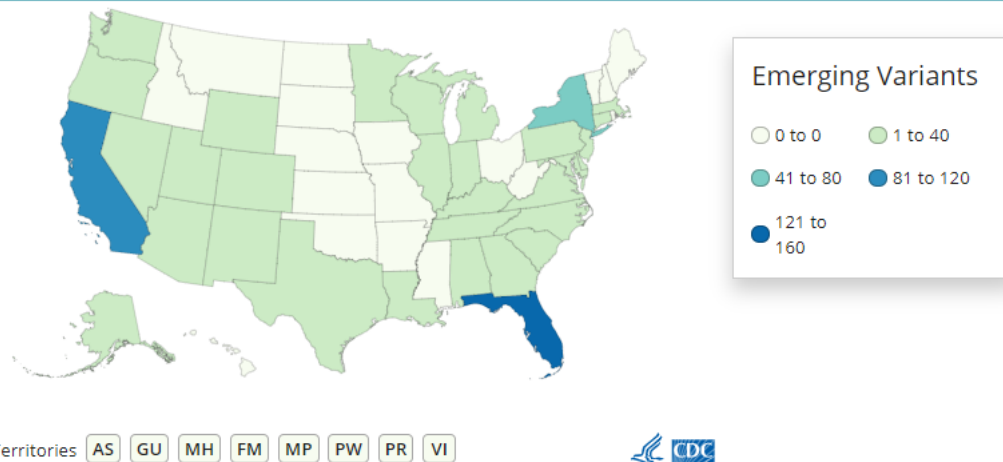 Emerging Variants
0 to 0
1 to 40
41 to 80
81 to 120
121 to
160
erritories AS GU MH FM MP PW PR VI
CDC